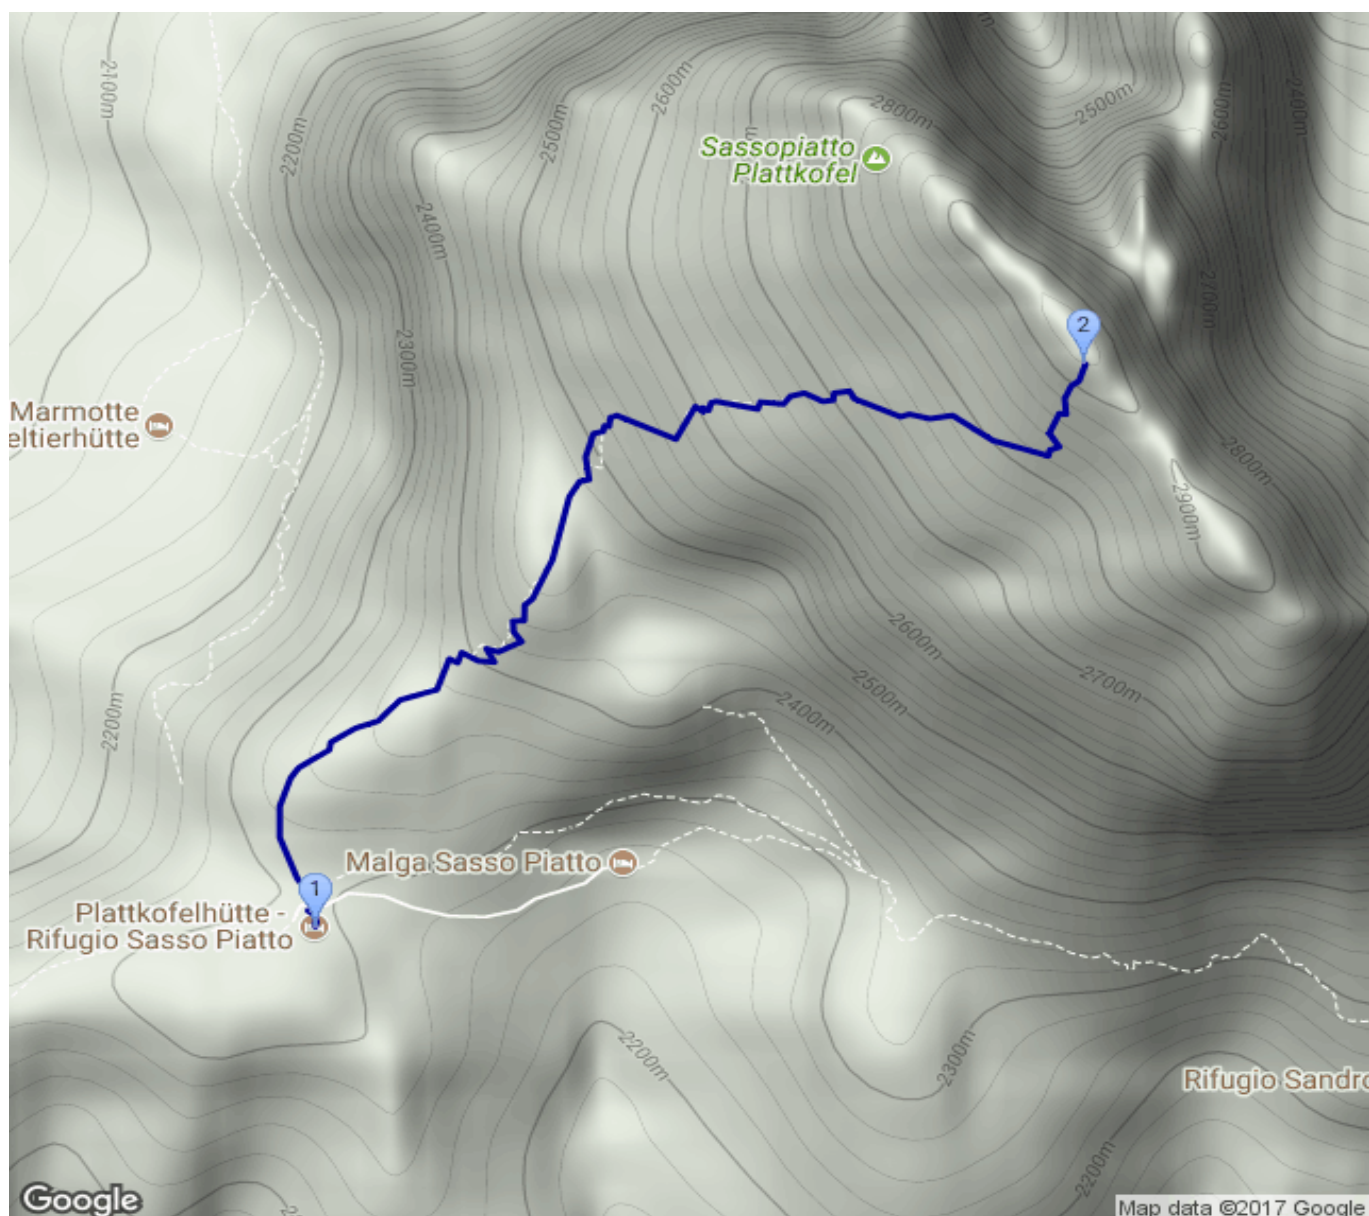 2100m
2200m
2500m
2600m
2800m
2500m
2600m
2400m
Sassopiatto
Plattkofel
2400m
2700m
2
2300m
Marmotte
eltierhütte
2800m
2900m
2600m
2700m
2500m
2400m
2200m
Malga Sasso Piatto
1
Plattkofelhütte -
Rifugio Sasso Piatto
2200m
2300m
Rifugio Sandro
2200m
Google
Map data ©2017 Google